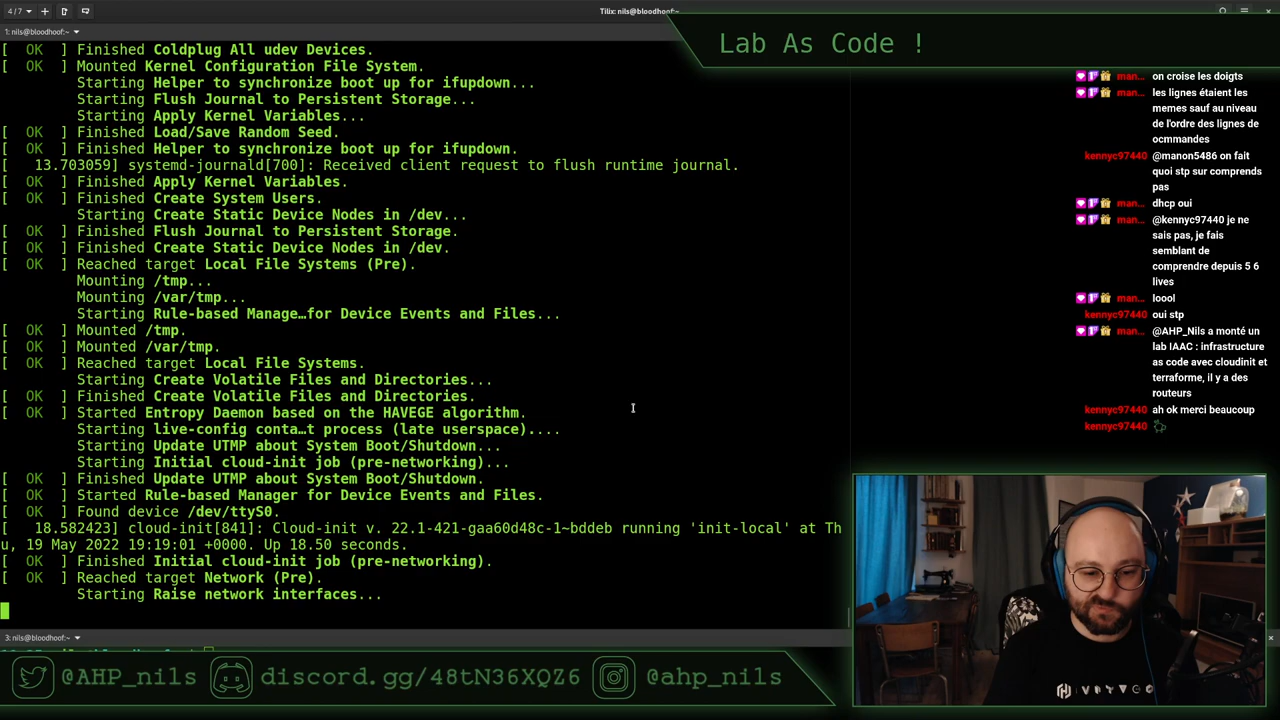 4 / 7
Tilix: nils@bloodhoof:~
1: nils@bloodhoof:~
Lab As Code !
[  OK  ] Finished Coldplug All udev Devices.
[  OK  ] Mounted Kernel Configuration File System.
Starting Helper to synchronize boot up for ifupdown...
Starting Flush Journal to Persistent Storage...
Starting Apply Kernel Variables...
[  OK  ] Finished Load/Save Random Seed.
[  OK  ] Finished Helper to synchronize boot up for ifupdown.
[   13.703059] systemd-journald[700]: Received client request to flush runtime journal.
[  OK  ] Finished Apply Kernel Variables.
[  OK  ] Finished Create System Users.
Starting Create Static Device Nodes in /dev...
[  OK  ] Finished Flush Journal to Persistent Storage.
[  OK  ] Finished Create Static Device Nodes in /dev.
[  OK  ] Reached target Local File Systems (Pre).
Mounting /tmp...
Mounting /var/tmp...
Starting Rule-based Manage…for Device Events and Files...
[  OK  ] Mounted /tmp.
[  OK  ] Mounted /var/tmp.
[  OK  ] Reached target Local File Systems.
Starting Create Volatile Files and Directories...
[  OK  ] Finished Create Volatile Files and Directories.
[  OK  ] Started Entropy Daemon based on the HAVEGE algorithm.
Starting live-config conta…t process (late userspace)....
Starting Update UTMP about System Boot/Shutdown...
Starting Initial cloud-init job (pre-networking)...
[  OK  ] Finished Update UTMP about System Boot/Shutdown.
[  OK  ] Started Rule-based Manager for Device Events and Files.
[  OK  ] Found device /dev/ttyS0.
[   18.582423] cloud-init[841]: Cloud-init v. 22.1-421-gaa60d48c-1~bddeb running 'init-local' at Th
u, 19 May 2022 19:19:01 +0000. Up 18.50 seconds.
[  OK  ] Finished Initial cloud-init job (pre-networking).
[  OK  ] Reached target Network (Pre).
Starting Raise network interfaces...
3: nils@bloodhoof:~
man... on croise les doigts
man... les lignes étaient les
memes sauf au niveau
de l'ordre des lignes de
ocmmandes
kennyc97440 @manon5486 on fait
quoi stp sur comprends
pas
man... dhcp oui
man... @kennyc97440 je ne
sais pas, je fais
semblant de
comprendre depuis 5 6
lives
man... loool
kennyc97440 oui stp
man... @AHP_Nils a monté un
lab IAAC : infrastructure
as code avec cloudinit et
terraforme, il y a des
routeurs
kennyc97440 ah ok merci beaucoup
kennyc97440
@AHP_nils
discord.gg/48tN36XQZ6
@ahp_nils